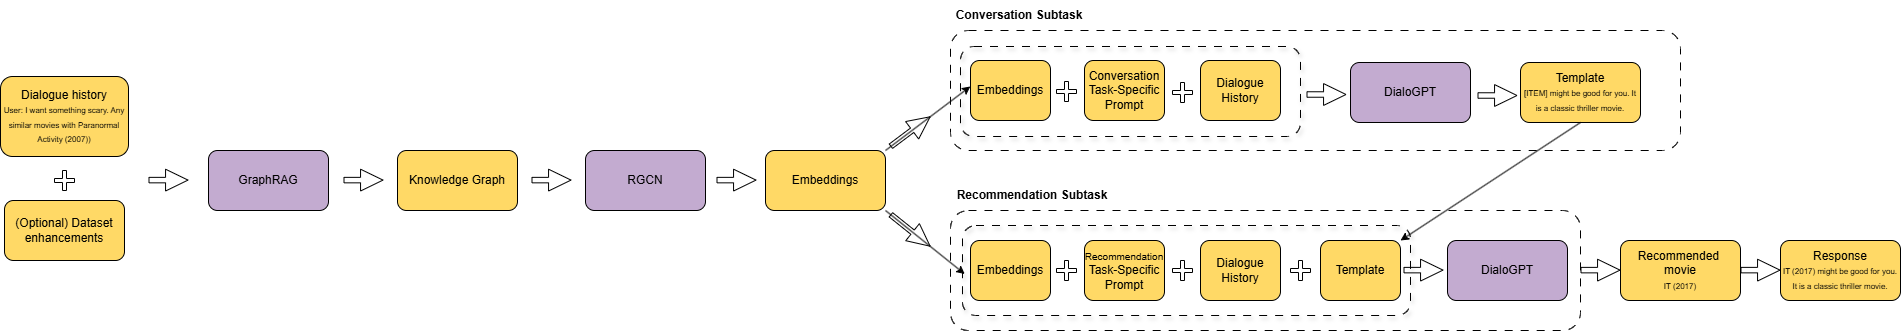 Dialogue history
User: I want something scary. Any
similar movies with Paranormal
Activity (2007))
(Optional) Dataset
enhancements
GraphRAG
Knowledge Graph
RGCN
Embeddings
Conversation Subtask
Embeddings
Conversation
Task-Specific
Prompt
Dialogue
History
DialoGPT
Template
[ITEM] might be good for you. It
is a classic thriller movie.
Recommendation Subtask
Embeddings
Recommendation
Task-Specific
Prompt
Dialogue
History
Template
DialoGPT
Recommended
movie
IT (2017)
Response
IT (2017) might be good for you.
It is a classic thriller movie.